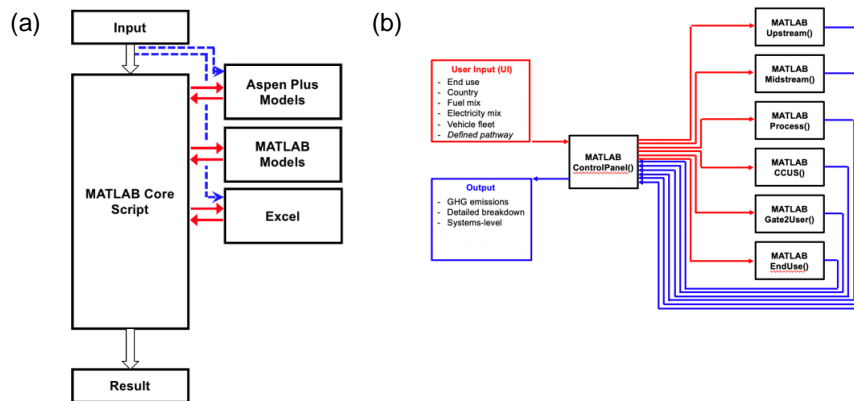 (a)
Input
MATLAB Core
Script
Aspen Plus
Models
MATLAB
Models
Excel
Result
(b)
User Input (UI)
- End use
- Country
- Fuel mix
- Electricity mix
- Vehicle fleet
- Defined pathway
Output
- GHG emissions
- Detailed breakdown
- Systems-level
MATLAB
ControlPanel()
MATLAB
Upstream()
MATLAB
Midstream()
MATLAB
Process()
MATLAB
CCUS()
MATLAB
Gate2User()
MATLAB
EndUse()